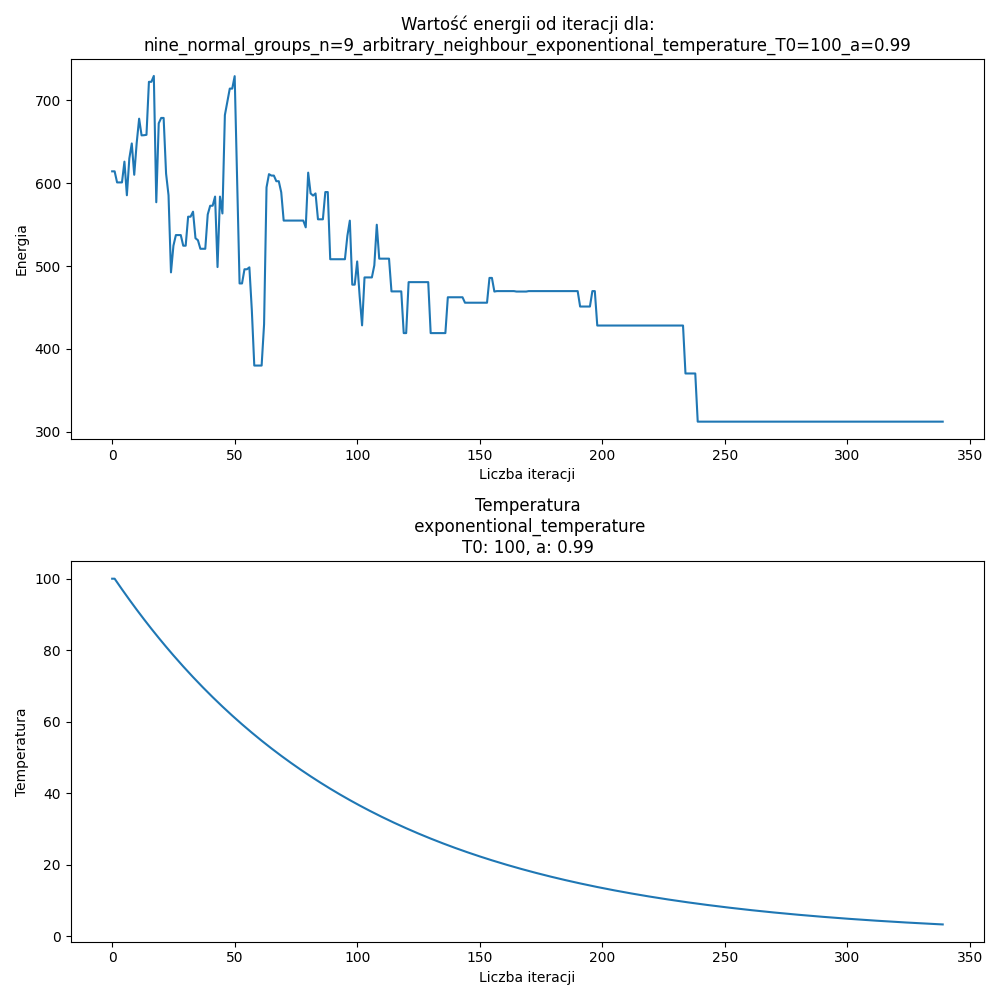 Wartość energii od iteracji dla:
nine_normal_groups_n=9_arbitrary_neighbour_exponentional_temperature_T0=100_a=0.99
700
600
500
400
300
Energia
0 50 100 150 200 250 300 350
Liczba iteracji
Temperatura
exponentional_temperature
T0: 100, a: 0.99
100
80
60
40
20
0
Temperatura
0 50 100 150 200 250 300 350
Liczba iteracji